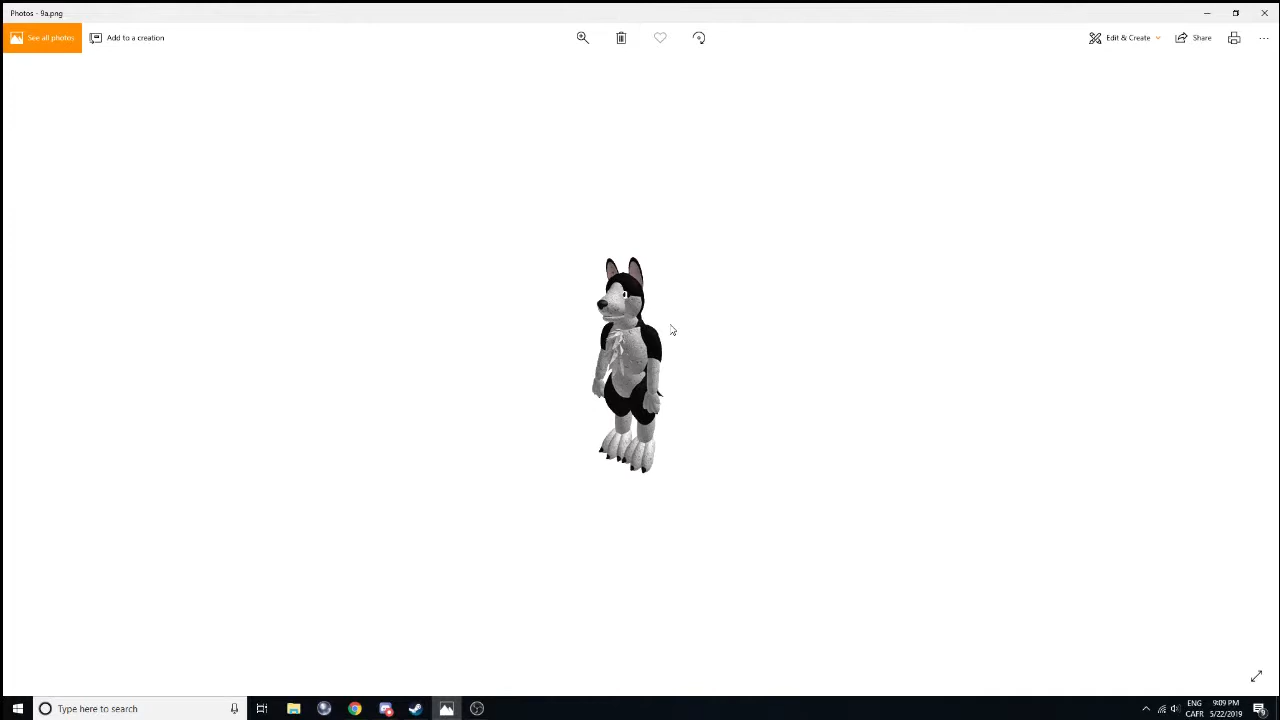 Photos - 9a.png
See all photos
Add to a creation
Edit & Create
Share
Type here to search
ENG
CAFR
9:09 PM
5/22/2019